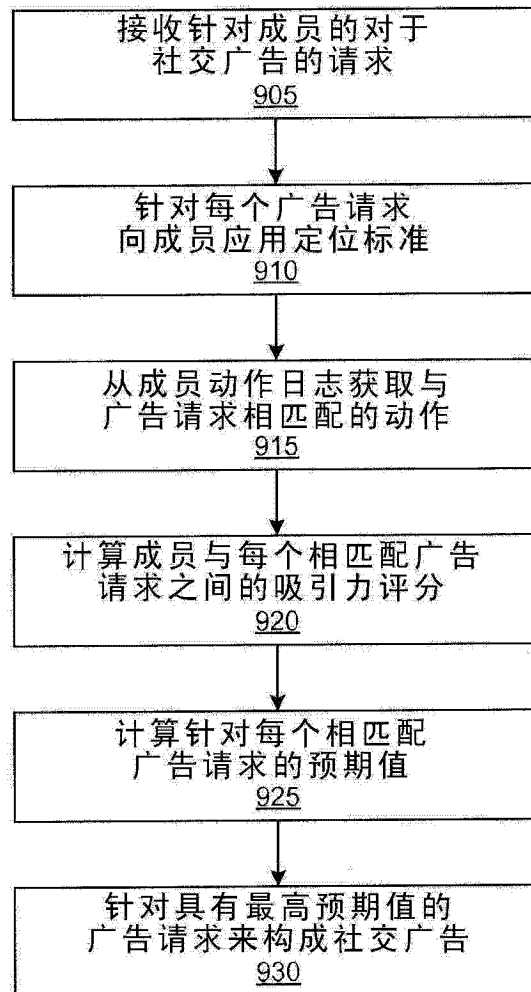 接收针对成员的对于
社交广告的请求
905
针对每个广告请求
向成员应用定位标准
910
从成员动作日志获取与
广告请求相匹配的动作
915
计算成员与每个相匹配广告
请求之间的吸引力评分
920
计算针对每个相匹配
广告请求的预期值
925
针对具有最高预期值的
广告请求来构成社交广告
930